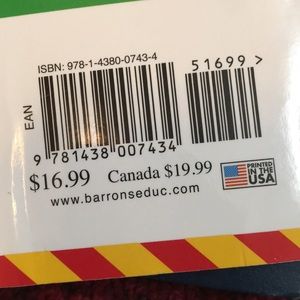 ISBN: 978-1-4380-0743-4
51699 >
EAN
9 781438 007434
$16.99 Canada $19.99
PRINTED
IN THE
USA
www.barronseduc.com